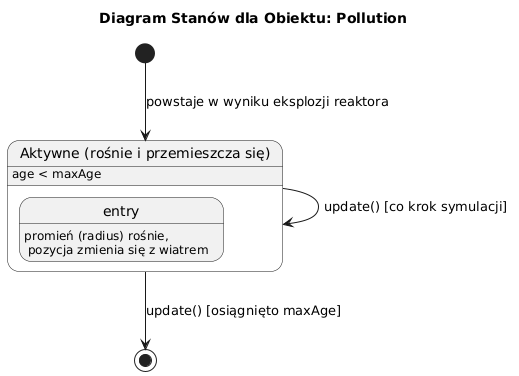 Diagram Stanów dla Obiektu: Pollution
powstaje w wyniku eksplozji reaktora
Aktywne (rośnie i przemieszcza się)
age < maxAge
entry
promień (radius) rośnie,
pozycja zmienia się z wiatrem
update() [co krok symulacji]
update() [osiągnięto maxAge]